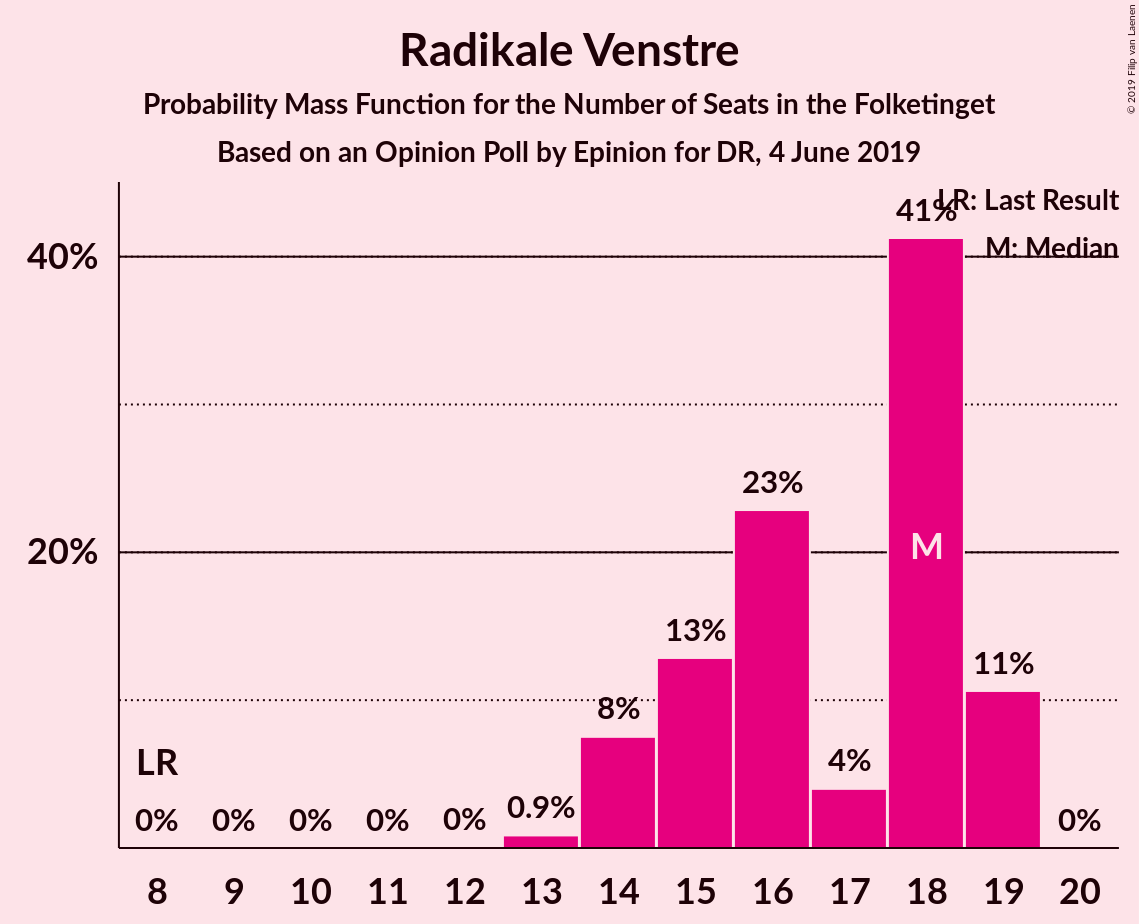 Radikale Venstre
Probability Mass Function for the Number of Seats in the Folketinget
Based on an Opinion Poll by Epinion for DR, 4 June 2019
© 2019 Filip van Laenen
LR: Last Result
M: Median
40%
20%
LR
0%
0%
0%
0%
0%
0.9%
8%
13%
23%
4%
41%
M
11%
0%
8 9 10 11 12 13 14 15 16 17 18 19 20